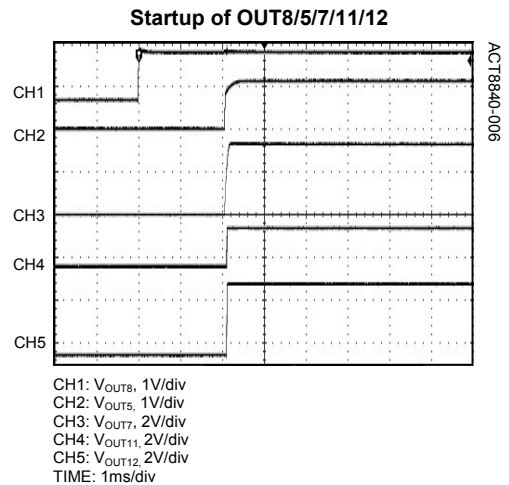 Startup of OUT8/5/7/11/12
ACT8840-006
CH1
CH2
CH3
CH4
CH5
CH1: VOUT8, 1V/div
CH2: VOUT5, 1V/div
CH3: VOUT7, 2V/div
CH4: VOUT11, 2V/div
CH5: VOUT12, 2V/div
TIME: 1ms/div